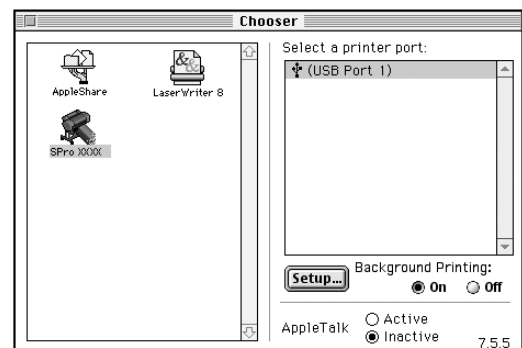 Chooser
AppleShare
LaserWriter 8
SPro XXXX
Select a printer port:
(USB Port 1)
Setup...
Background Printing:
On Off
AppleTalk
Active
Inactive
7.5.5